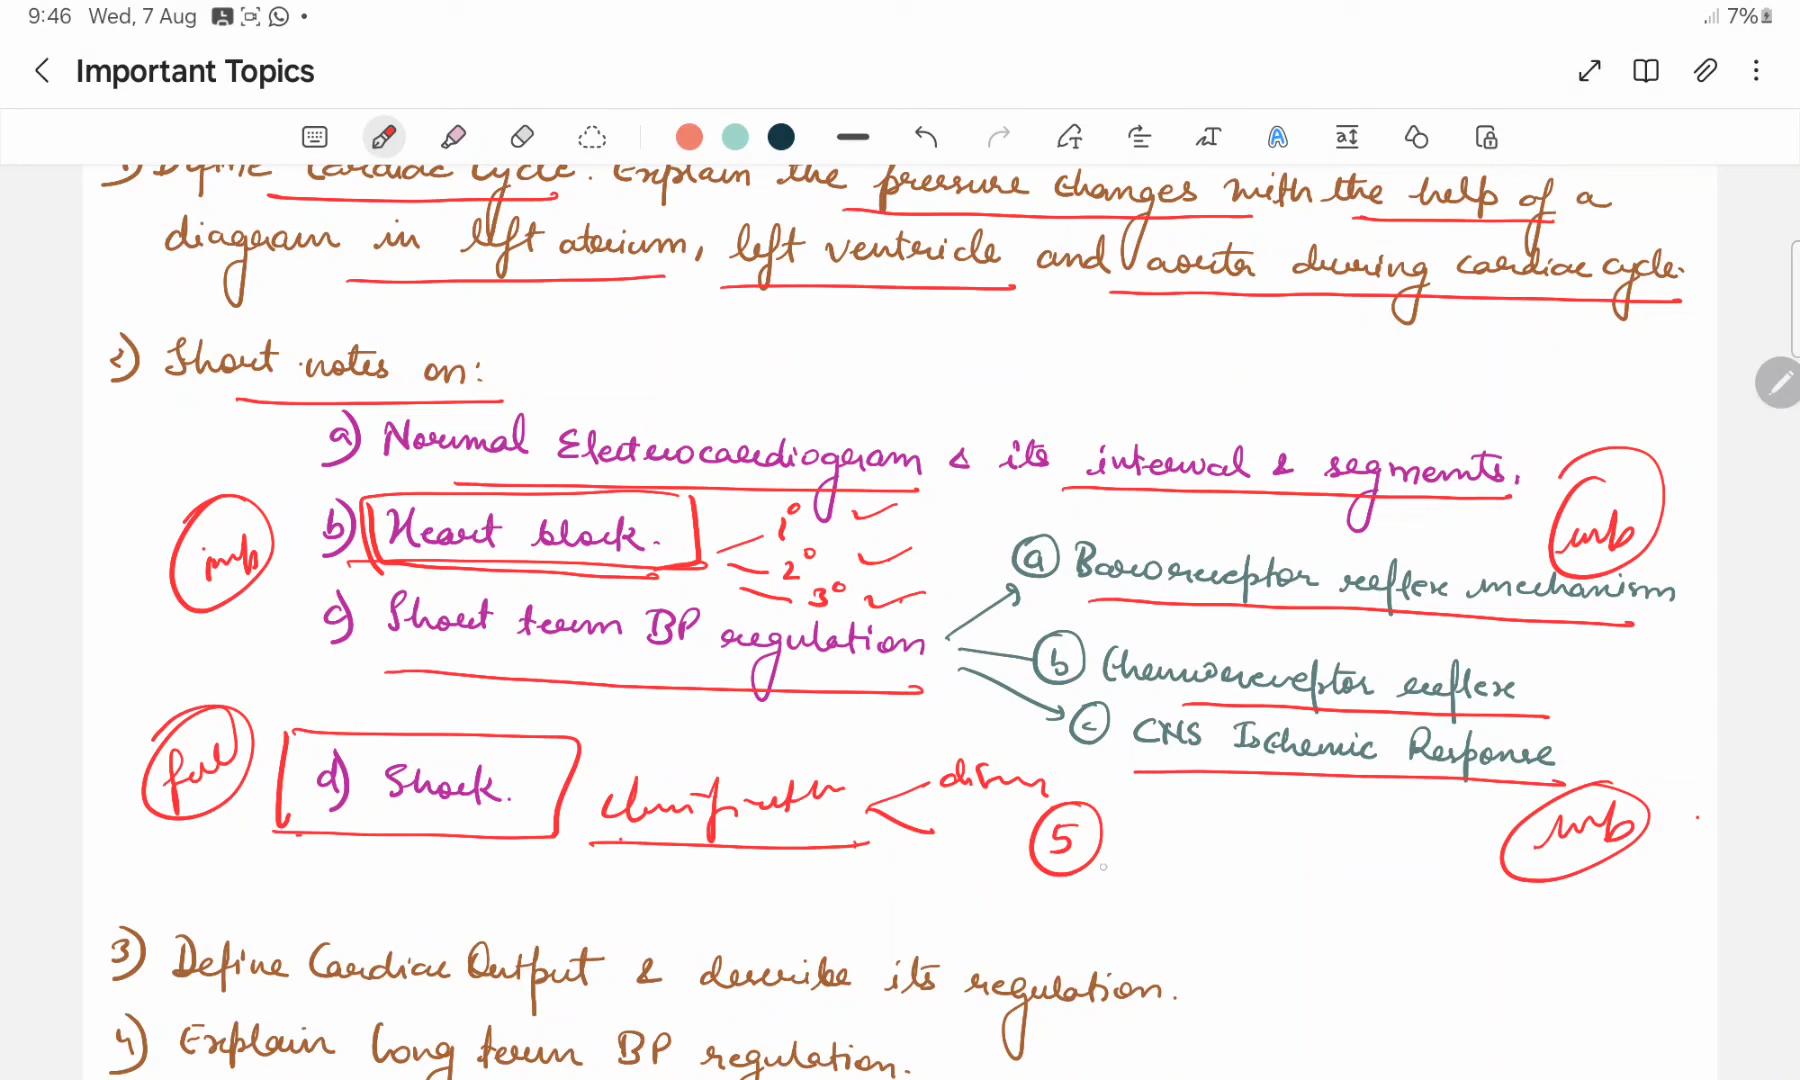 9:46 Wed, 7 Aug
7%
Important Topics
1) Define Cardiac Cycle. Explain the pressure changes with the help of a
diagram in left atrium, left ventricle and aorta during cardiac cycle.
2) Short notes on:
a) Normal Electrocardiogram & its interval & segments.
imp
b) Heart block.
1° 
2°
3°
imp
c) Short term BP regulation
a Baroreceptor reflex mechanism
b Chemoreceptor reflex
c CNS Ischemic Response
d) Shock.
classification
5
imp
3) Define Cardiac Output & describe its regulation.
4) Explain long term BP regulation.